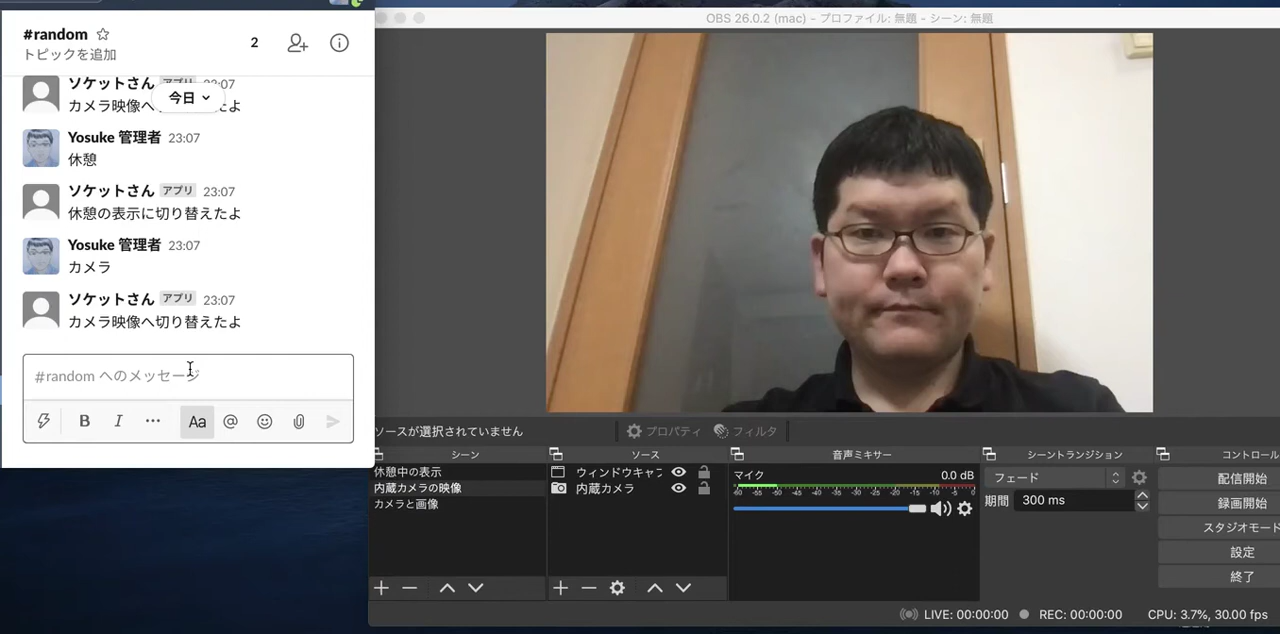 #random
トピックを追加
2
ソケットさん アプリ 23:07
今日
カメラ映像へ
たよ
Yosuke 管理者 23:07
休憩
ソケットさん アプリ 23:07
休憩の表示に切り替えたよ
Yosuke 管理者 23:07
カメラ
ソケットさん アプリ 23:07
カメラ映像へ切り替えたよ
#random へのメッセージ
B I ... Aa @
OBS 26.0.2 (mac) - プロファイル: 無題 - シーン: 無題
ソースが選択されていません
プロパティ
フィルタ
シーン
休憩中の表示
内蔵カメラの映像
カメラと画像
ソース
ウィンドウキャプ
内蔵カメラ
音声ミキサー
マイク 0.0 dB
-60 -55 -50 -45 -40 -35 -30 -25 -20 -15 -10 -5 0
シーントランジション
フェード
期間 300 ms
コントロール
配信開始
録画開始
スタジオモード
設定
終了
LIVE: 00:00:00 REC: 00:00:00 CPU: 3.7%, 30.00 fps